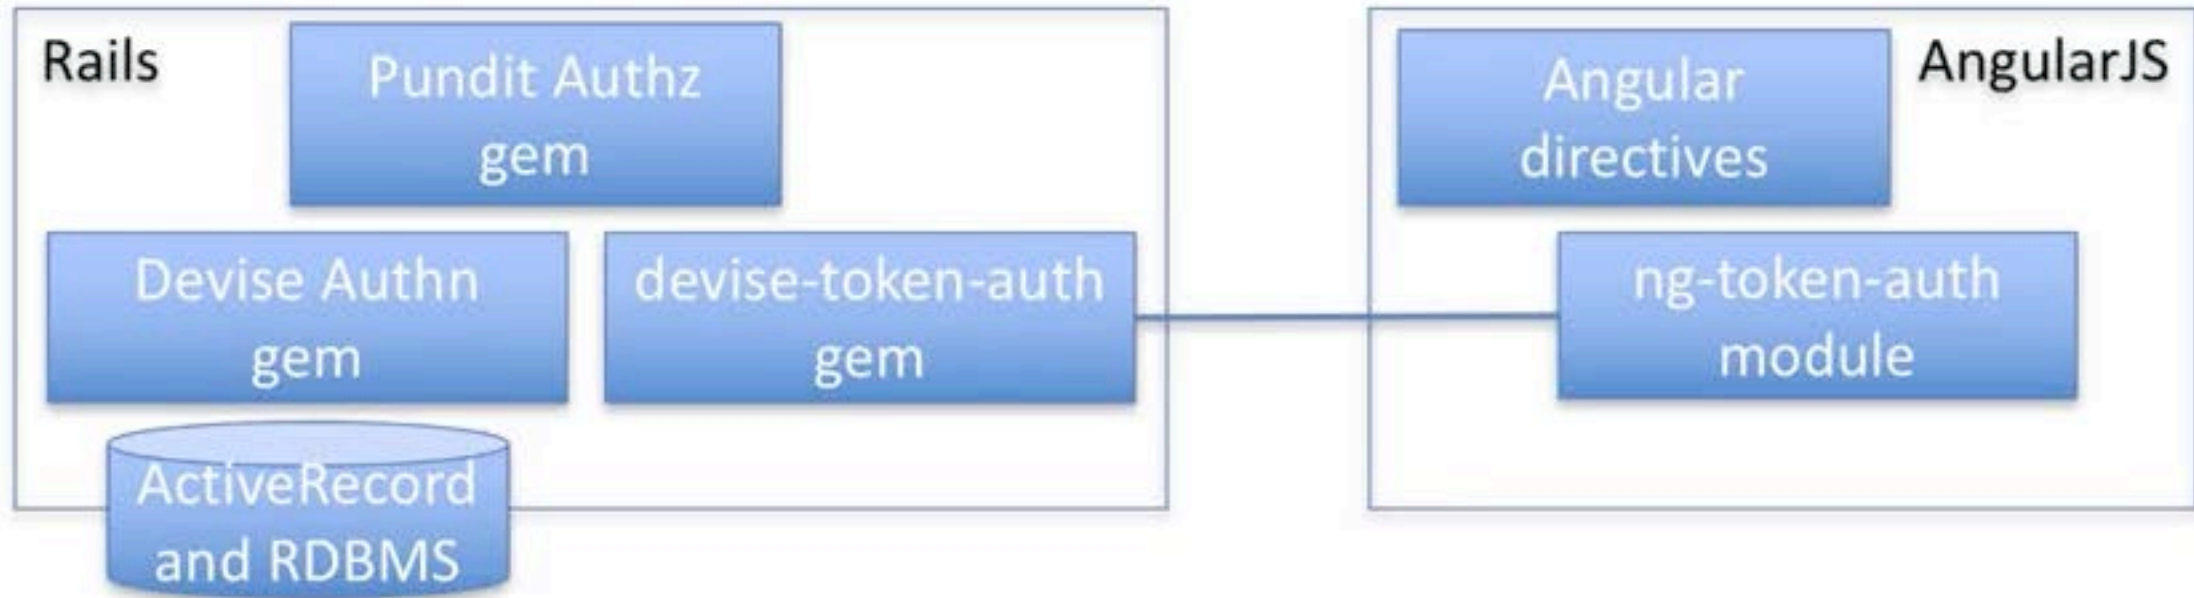 Rails
Pundit Authz
gem
Devise Authn
gem
devise-token-auth
gem
ActiveRecord
and RDBMS
AngularJS
Angular
directives
ng-token-auth
module